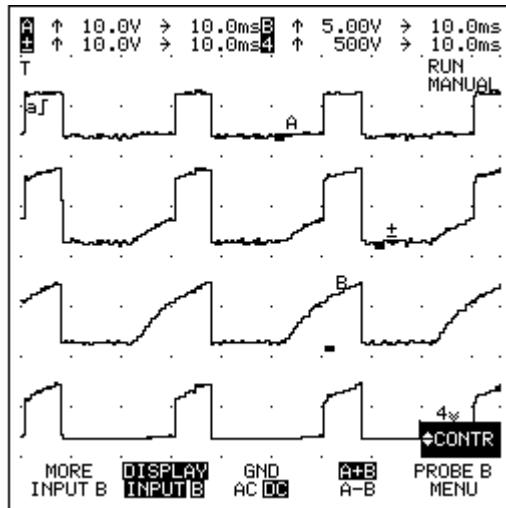 A ↑ 10.0V → 10.0ms B ↑ 5.00V → 10.0ms
± ↑ 10.0V → 10.0ms 4 ↑ 500V → 10.0ms
T
RUN
MANUAL
a
A
±
B
4
CONTR
MORE INPUT B
DISPLAY INPUT B
GND AC DC
A+B A-B
PROBE B MENU